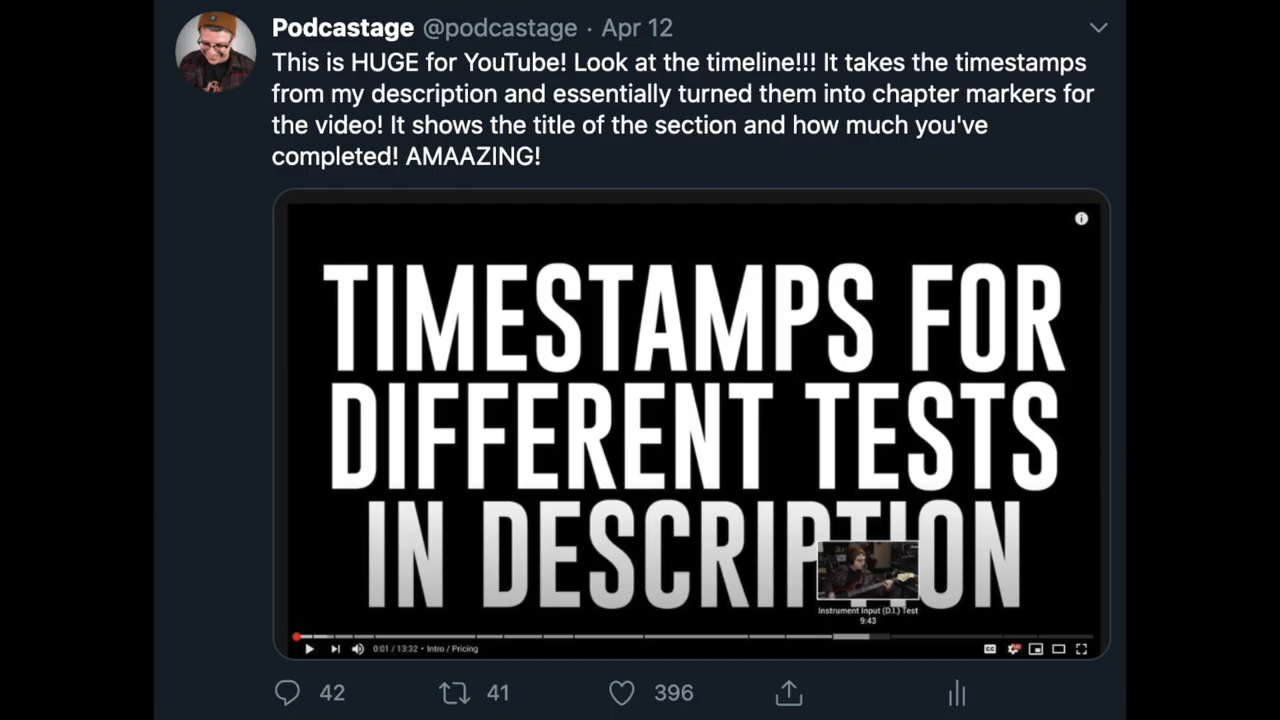 Podcastage @podcastage · Apr 12
This is HUGE for YouTube! Look at the timeline!!! It takes the timestamps
from my description and essentially turned them into chapter markers for
the video! It shows the title of the section and how much you've
completed! AMAAZING!
TIMESTAMPS FOR
DIFFERENT TESTS
IN DESCRIPTION
Instrument Input (D.I.) Test
9:43
0:01 / 13:32 • Intro / Pricing
CC
42 41 396